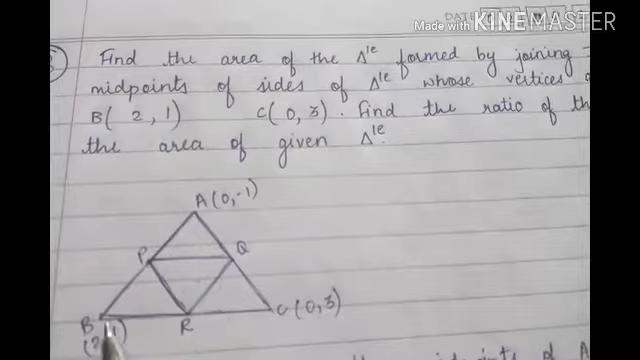 Made with KINEMASTER
Find the area of the Δle formed by joining
midpoints of sides of Δle whose vertices
B( 2, 1) C(0, 3). Find the ratio of
the area of given Δle.
A(0,-1)
P Q
B R C (0, 3)
(2,1)
midpoints of A